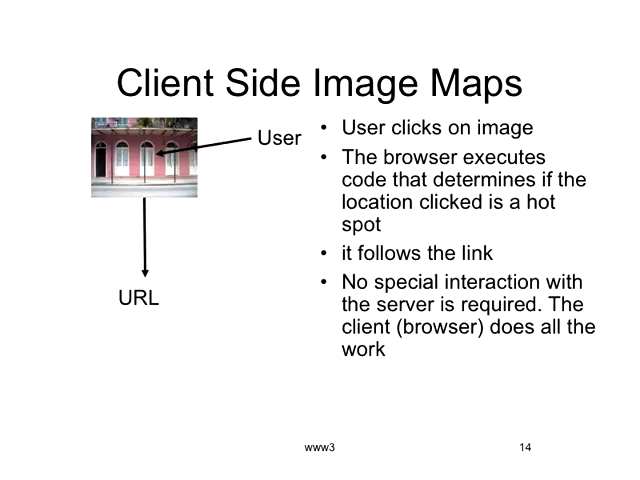 Client Side Image Maps
User
URL
• User clicks on image
• The browser executes
code that determines if the
location clicked is a hot
spot
• it follows the link
• No special interaction with
the server is required. The
client (browser) does all the
work
www3
14